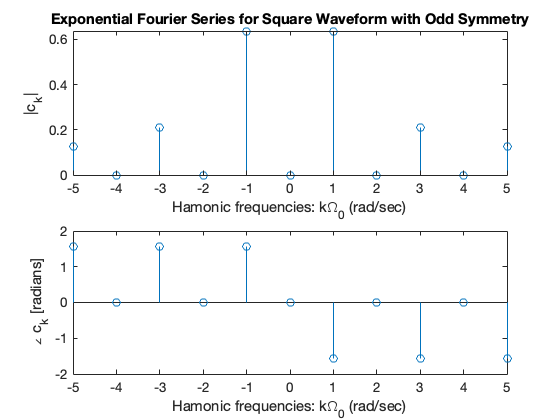 Exponential Fourier Series for Square Waveform with Odd Symmetry
|c_k|
0.6
0.4
0.2
0
-5 -4 -3 -2 -1 0 1 2 3 4 5
Hamonic frequencies: kΩ_0 (rad/sec)
∠ c_k [radians]
2
1
0
-1
-2
-5 -4 -3 -2 -1 0 1 2 3 4 5
Hamonic frequencies: kΩ_0 (rad/sec)